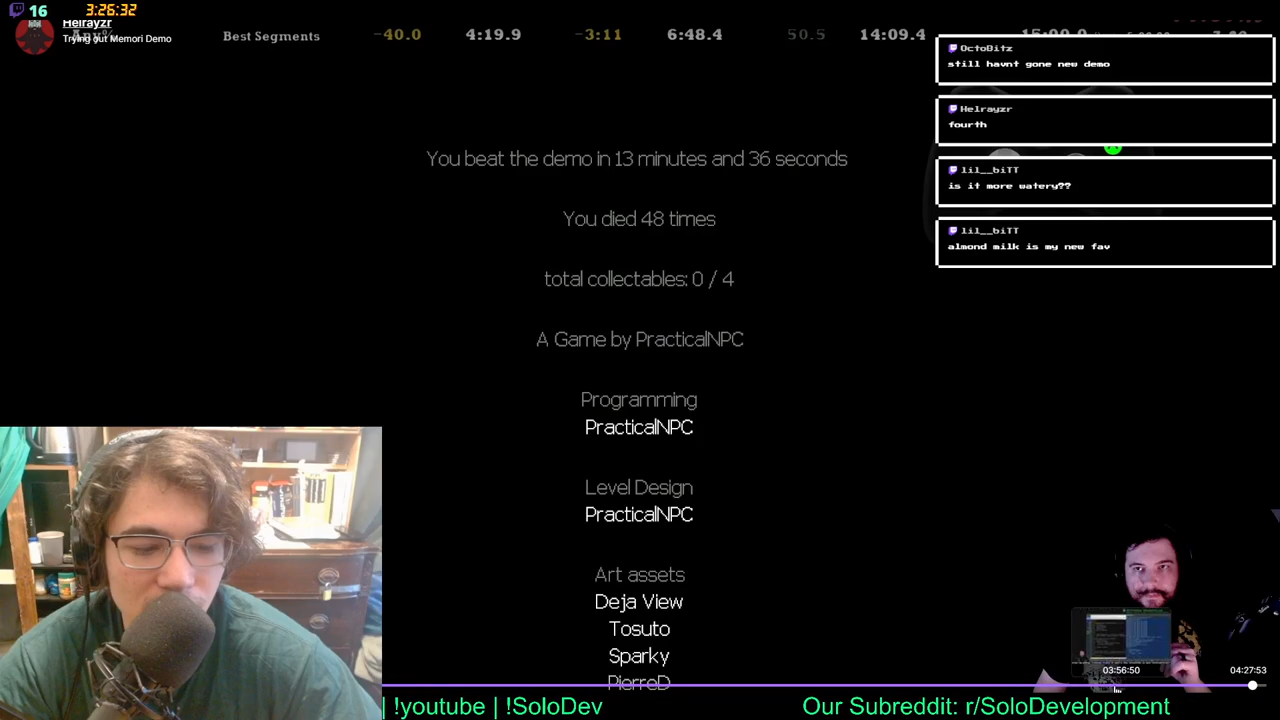 16 3:26:32
Helrayzr
Trying out Memori Demo
Any% Best Segments -40.0 4:19.9 -3:11 6:48.4 50.5 14:09.4
OctoBitz
still havnt gone new demo
Helrayzr
fourth
lil__biTT
is it more watery??
lil__biTT
almond milk is my new fav
You beat the demo in 13 minutes and 36 seconds
You died 48 times
total collectables: 0 / 4
A Game by PracticalNPC
Programming
PracticalNPC
Level Design
PracticalNPC
Art assets
Deja View
Tosuto
Sparky
PierreD
03:56:50
04:27:53
| !youtube | !SoloDev Our Subreddit: r/SoloDevelopment